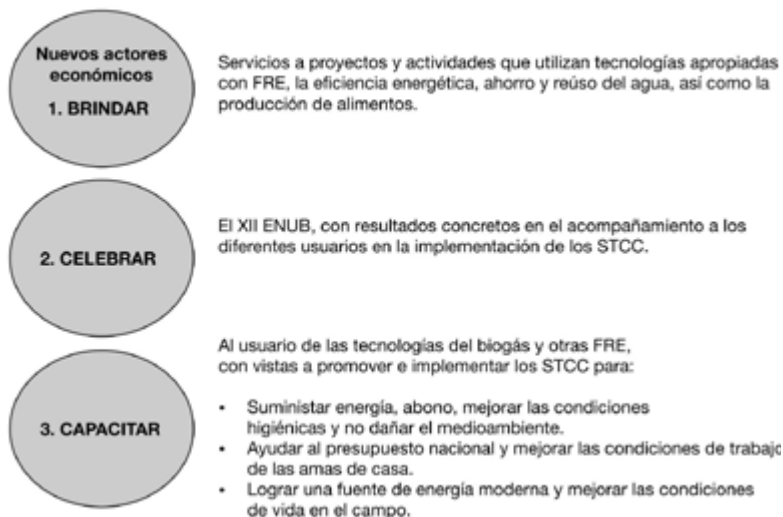 Nuevos actores
económicos
1. BRINDAR
Servicios a proyectos y actividades que utilizan tecnologías apropiadas
con FRE, la eficiencia energética, ahorro y reúso del agua, así como la
producción de alimentos.
2. CELEBRAR
El XII ENUB, con resultados concretos en el acompañamiento a los
diferentes usuarios en la implementación de los STCC.
3. CAPACITAR
Al usuario de las tecnologías del biogás y otras FRE,
con vistas a promover e implementar los STCC para:
• Suministar energía, abono, mejorar las condiciones
higiénicas y no dañar el medioambiente.
• Ayudar al presupuesto nacional y mejorar las condiciones de trabajo
de las amas de casa.
• Lograr una fuente de energía moderna y mejorar las condiciones
de vida en el campo.